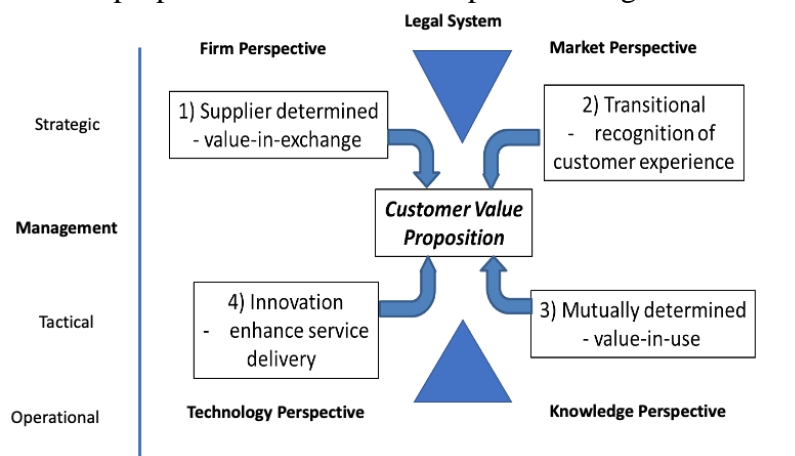 Legal System
Firm Perspective
Market Perspective
Strategic
1) Supplier determined
- value-in-exchange
2) Transitional
- recognition of
customer experience
Management
Customer Value
Proposition
Tactical
4) Innovation
- enhance service
delivery
3) Mutually determined
- value-in-use
Operational
Technology Perspective
Knowledge Perspective